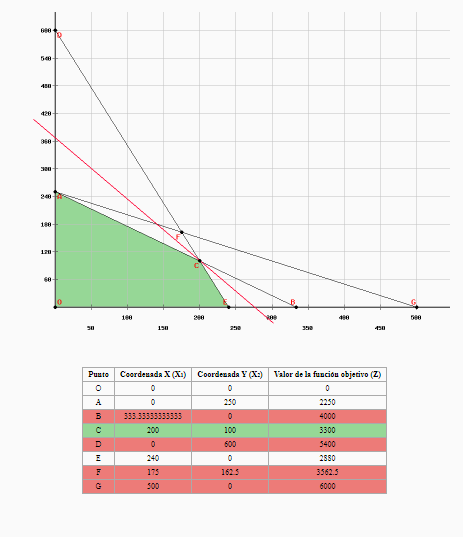 600
D
540
480
420
360
300
240
A
180
F
120
C
60
O
E
B
G
100
200
300
400
50
150
250
350
450
500
Punto Coordenada X (X1) Coordenada Y (X2) Valor de la función objetivo (Z)
O 0 0 0
A 0 250 2250
B 333.33333333333 0 4000
C 200 100 3300
D 0 600 5400
E 240 0 2880
F 175 162.5 3562.5
G 500 0 6000